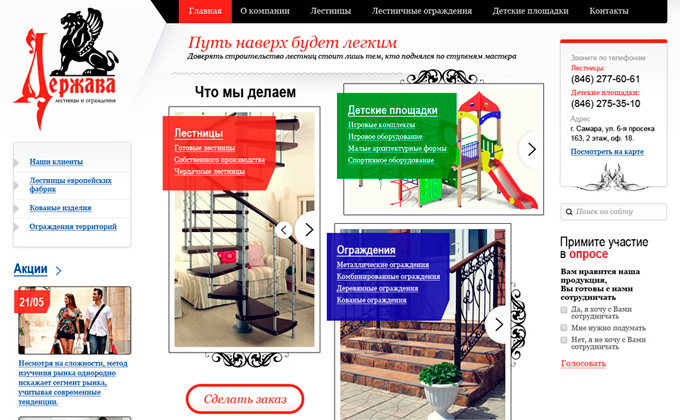 Главная
О компании
Лестницы
Лестничные ограждения
Детские площадки
Контакты
Держава
лестницы и ограждения
Путь наверх будет легким
Доверять строительство лестниц стоит лишь тем, кто поднялся по ступеням мастера
Звоните по телефонам
Лестницы:
(846) 277-60-61
Детские площадки:
(846) 275-35-10
Адрес
г. Самара, ул. 6-я просека
163, 2 этаж, оф. 18.
Посмотреть на карте
Поиск по сайту
Наши клиенты
Лестницы европейских
фабрик
Кованые изделия
Ограждения территорий
Акции
21/05
Несмотря на сложности, метод
изучения рынка однородно
искажает сегмент рынка,
учитывая современные
тенденции.
Что мы делаем
Лестницы
Готовые лестницы
Собственного производства
Чердачные лестницы
Детские площадки
Игровые комплексы
Игровое оборудование
Малые архитектурные формы
Спортивное оборудование
Ограждения
Металлические ограждения
Комбинированные ограждения
Деревянные ограждения
Кованые ограждения
Сделать заказ
Примите участие
в опросе
Вам нравится наша
продукция,
Вы готовы с нами
сотрудничать
Да, я хочу с Вами
сотрудничать
Мне нужно подумать
Нет, я не хочу с Вами
сотрудничать
Голосовать